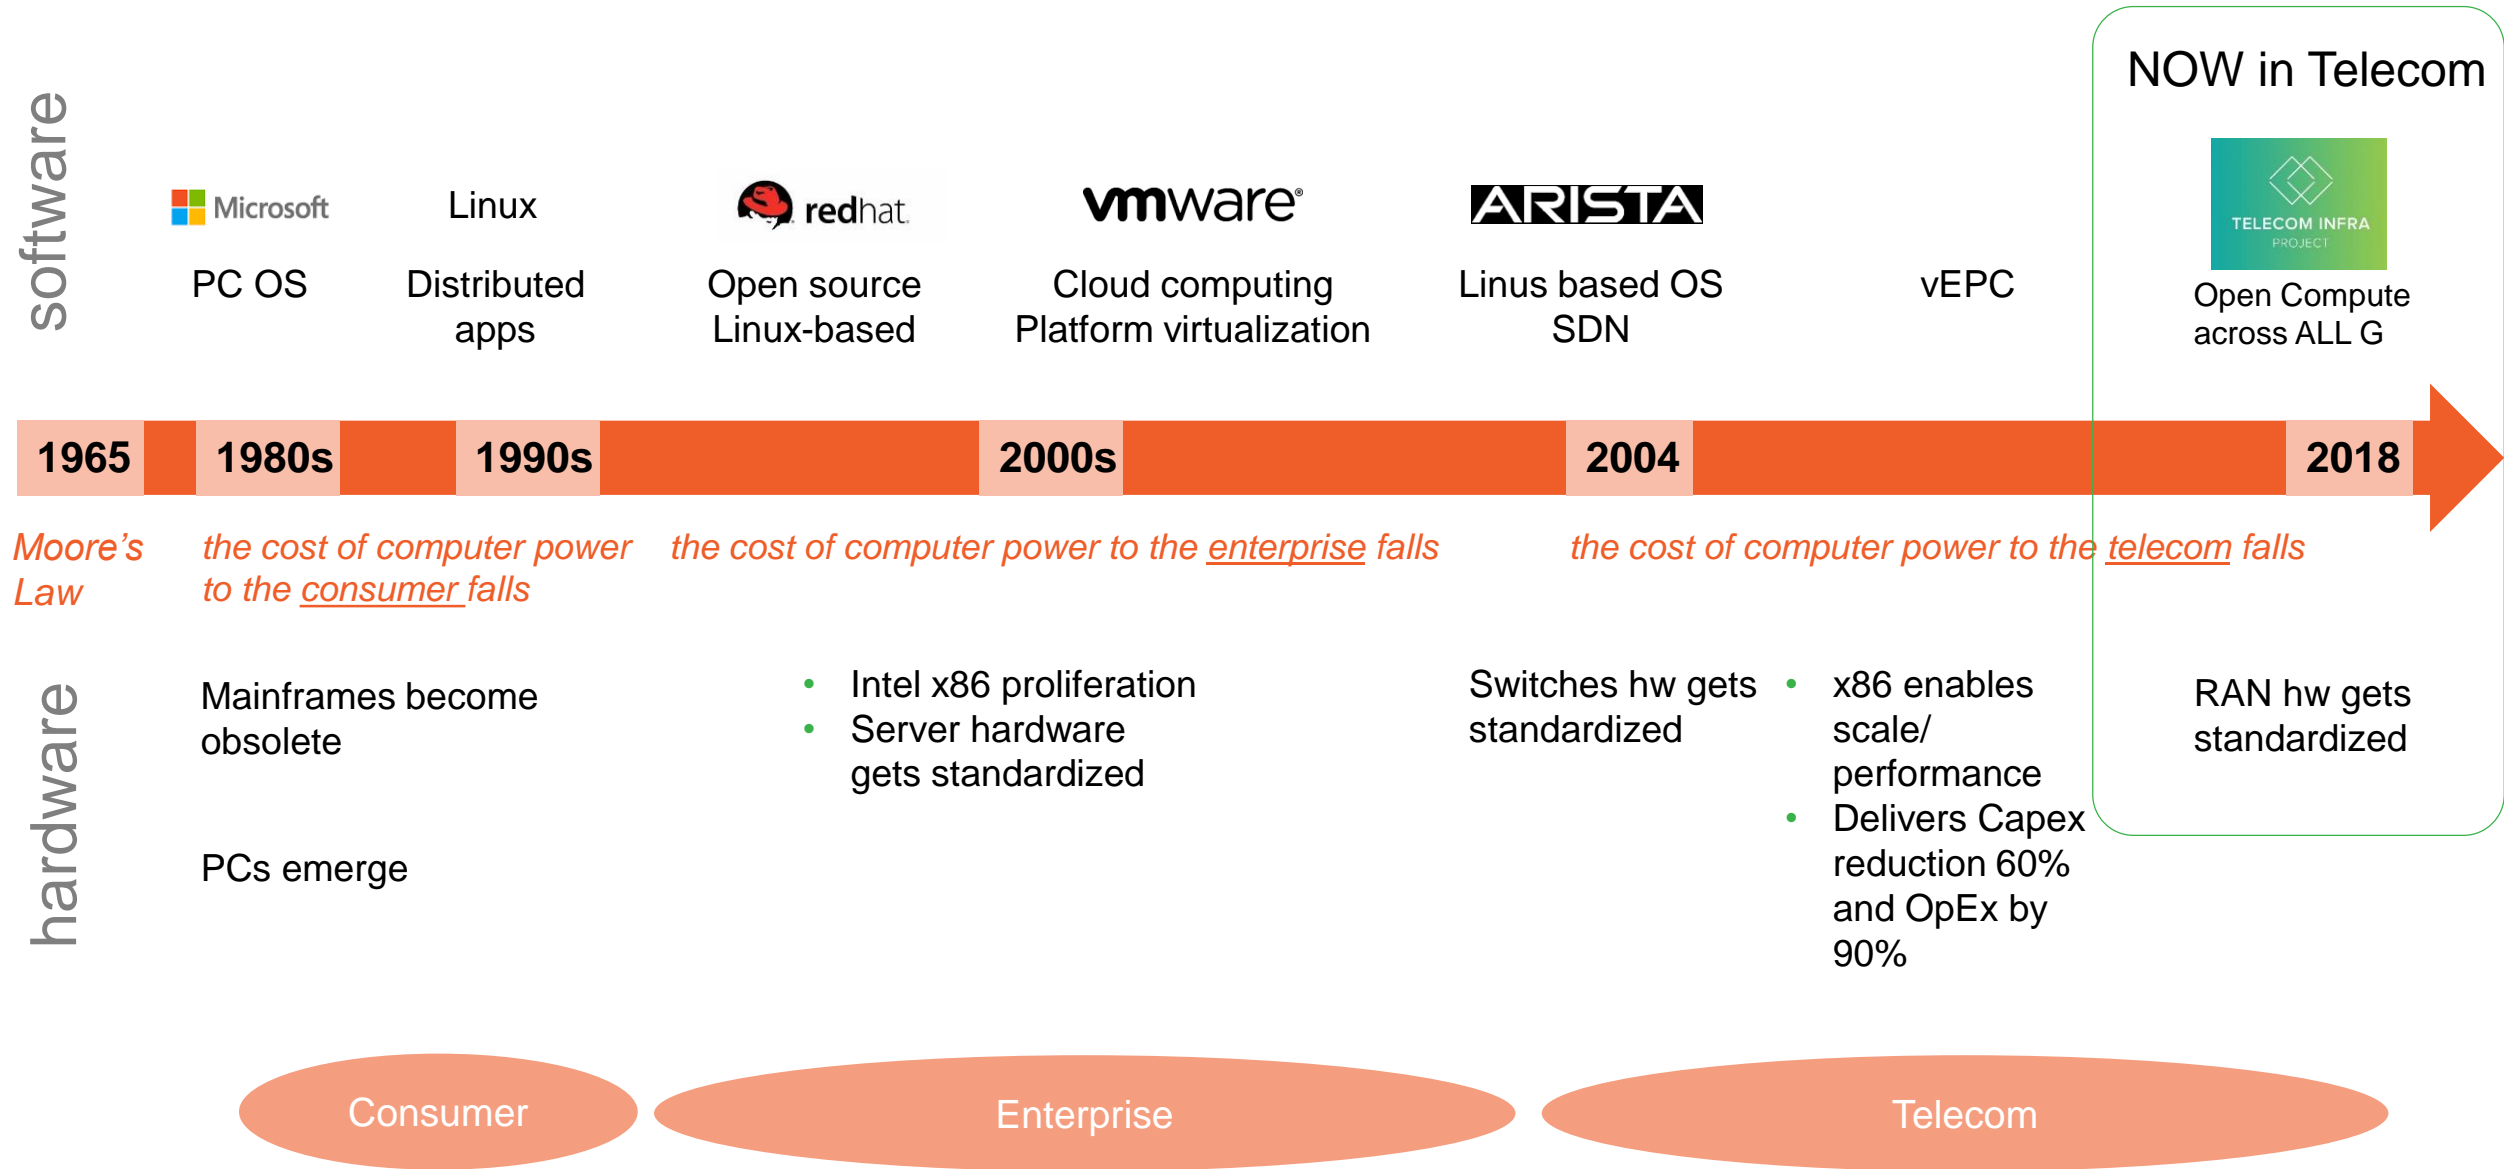 NOW in Telecom
software
Microsoft
Linux
redhat.
vmware®
ARISTA
TELECOM INFRA
PROJECT
PC OS
Distributed
apps
Open source
Linux-based
Cloud computing
Platform virtualization
Linus based OS
SDN
vEPC
Open Compute
across ALL G
1965
1980s
1990s
2000s
2004
2018
Moore's
Law
the cost of computer power
to the consumer falls
the cost of computer power to the enterprise falls
the cost of computer power to the telecom falls
hardware
Mainframes become
obsolete
PCs emerge
• Intel x86 proliferation
• Server hardware
gets standardized
Switches hw gets
standardized
• x86 enables
scale/
performance
• Delivers Capex
reduction 60%
and OpEx by
90%
RAN hw gets
standardized
Consumer
Enterprise
Telecom